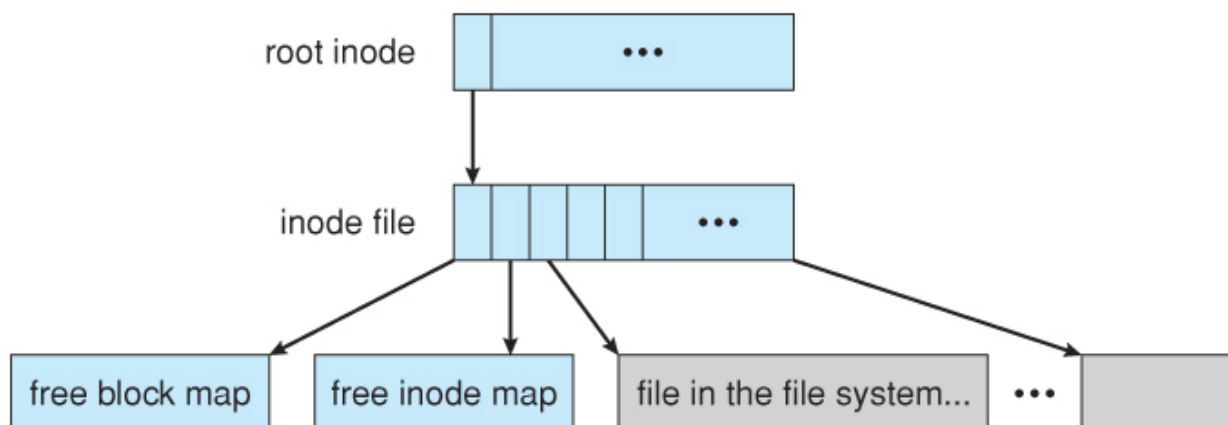 root inode
•••
inode file
•••
free block map
free inode map
file in the file system...
•••